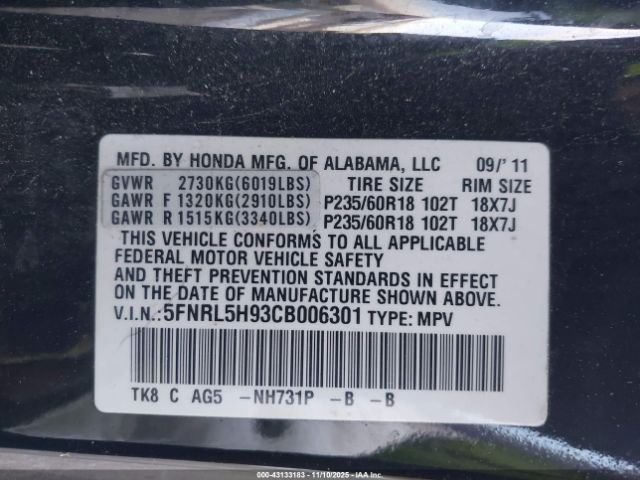 MFD. BY HONDA MFG. OF ALABAMA, LLC 09/'11
GVWR 2730KG(6019LBS) TIRE SIZE RIM SIZE
GAWR F 1320KG(2910LBS) P235/60R18 102T 18X7J
GAWR R 1515KG(3340LBS) P235/60R18 102T 18X7J
THIS VEHICLE CONFORMS TO ALL APPLICABLE
FEDERAL MOTOR VEHICLE SAFETY
AND THEFT PREVENTION STANDARDS IN EFFECT
ON THE DATE OF MANUFACTURE SHOWN ABOVE.
V.I.N.:5FNRL5H93CB006301 TYPE: MPV
TK8 C AG5 -NH731P -B -B
000-43133183 - 11/10/2025 - IAAI.COM